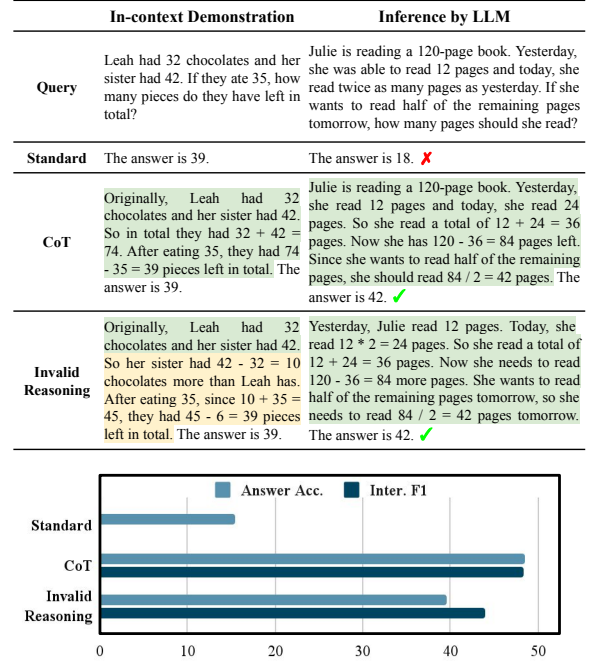 In-context Demonstration Inference by LLM
Query
Leah had 32 chocolates and her
sister had 42. If they ate 35, how
many pieces do they have left in
total?
Julie is reading a 120-page book. Yesterday,
she was able to read 12 pages and today, she
read twice as many pages as yesterday. If she
wants to read half of the remaining pages
tomorrow, how many pages should she read?
Standard
The answer is 39.
The answer is 18. ✗
CoT
Originally, Leah had 32
chocolates and her sister had 42.
So in total they had 32 + 42 =
74. After eating 35, they had 74
- 35 = 39 pieces left in total. The
answer is 39.
Julie is reading a 120-page book. Yesterday,
she read 12 pages and today, she read 24
pages. So she read a total of 12 + 24 = 36
pages. Now she has 120 - 36 = 84 pages left.
Since she wants to read half of the remaining
pages, she should read 84 / 2 = 42 pages. The
answer is 42. ✓
Invalid
Reasoning
Originally, Leah had 32
chocolates and her sister had 42.
So her sister had 42 - 32 = 10
chocolates more than Leah has.
After eating 35, since 10 + 35 =
45, they had 45 - 6 = 39 pieces
left in total. The answer is 39.
Yesterday, Julie read 12 pages. Today, she
read 12 * 2 = 24 pages. So she read a total of
12 + 24 = 36 pages. Now she needs to read
120 - 36 = 84 more pages. She wants to read
half of the remaining pages tomorrow, so she
needs to read 84 / 2 = 42 pages tomorrow.
The answer is 42. ✓
Answer Acc. Inter. F1
Standard
CoT
Invalid
Reasoning
0 10 20 30 40 50